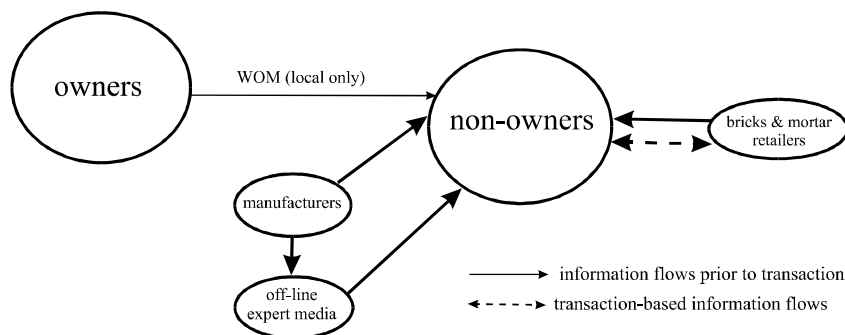 owners
WOM (local only)
non-owners
bricks & mortar
retailers
manufacturers
off-line
expert media
information flows prior to transaction
transaction-based information flows